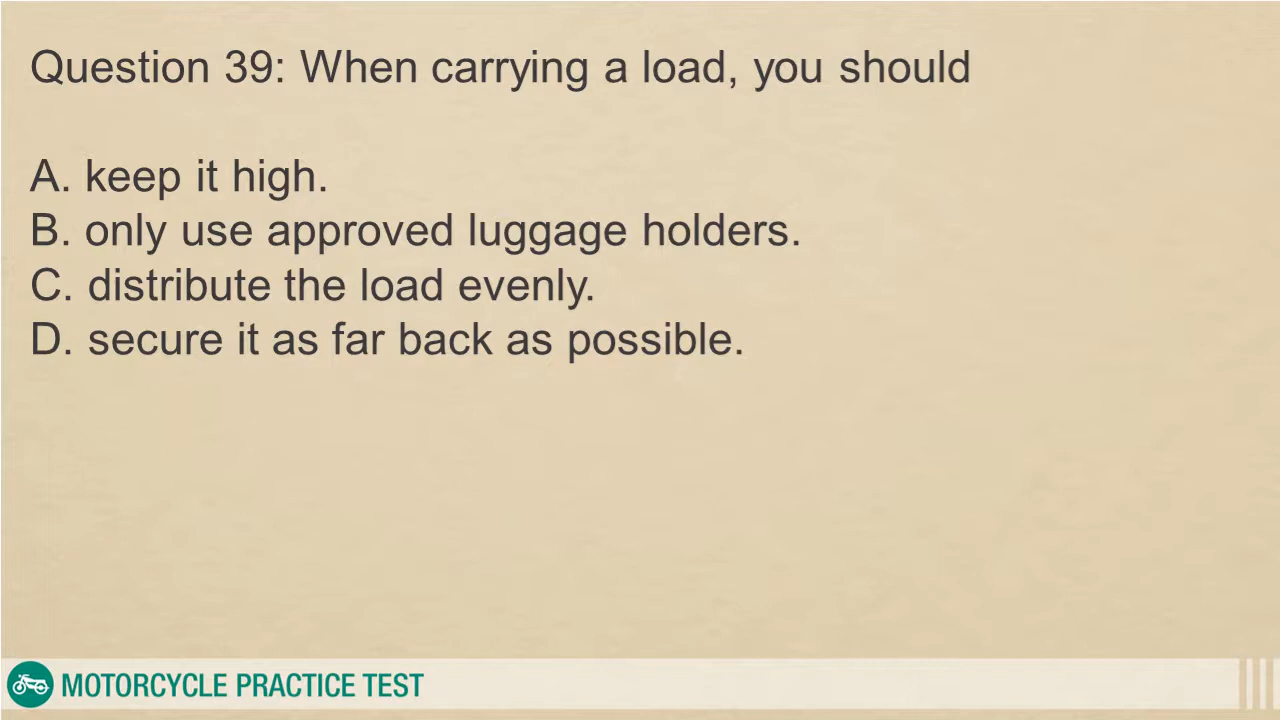 Question 39: When carrying a load, you should
A. keep it high.
B. only use approved luggage holders.
C. distribute the load evenly.
D. secure it as far back as possible.
MOTORCYCLE PRACTICE TEST